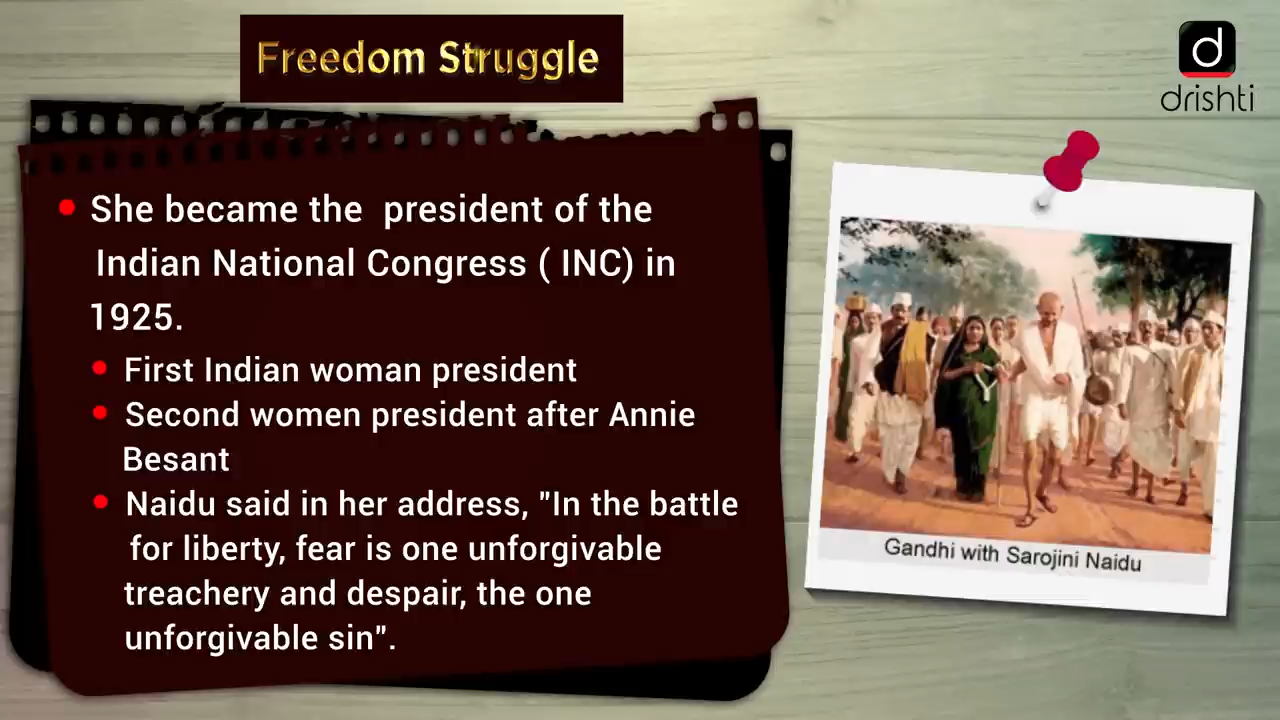 Freedom Struggle
d
drishti
She became the president of the
Indian National Congress ( INC) in
1925.
First Indian woman president
Second women president after Annie
Besant
Naidu said in her address, "In the battle
for liberty, fear is one unforgivable
treachery and despair, the one
unforgivable sin".
Gandhi with Sarojini Naidu